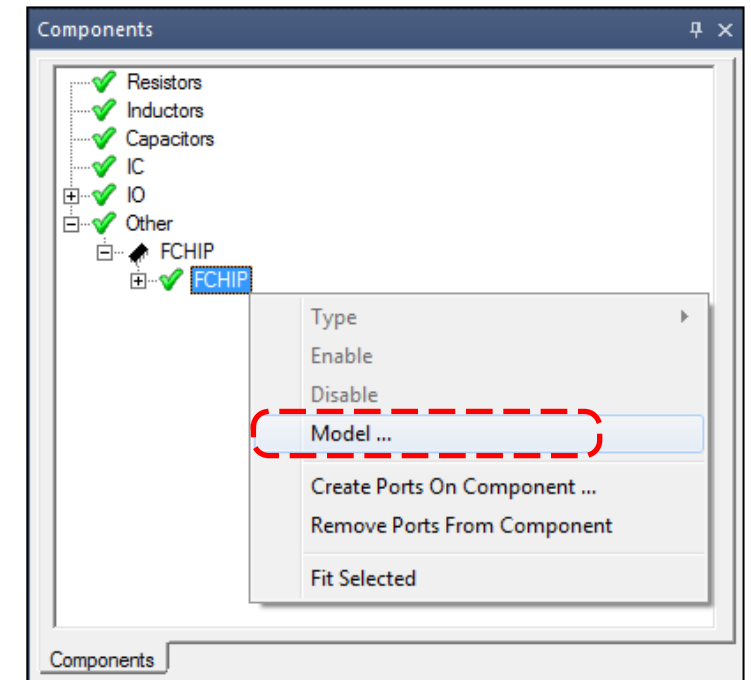 Components
Resistors
Inductors
Capacitors
IC
IO
Other
FCHIP
FCHIP
Type
Enable
Disable
Model ...
Create Ports On Component ...
Remove Ports From Component
Fit Selected
Components